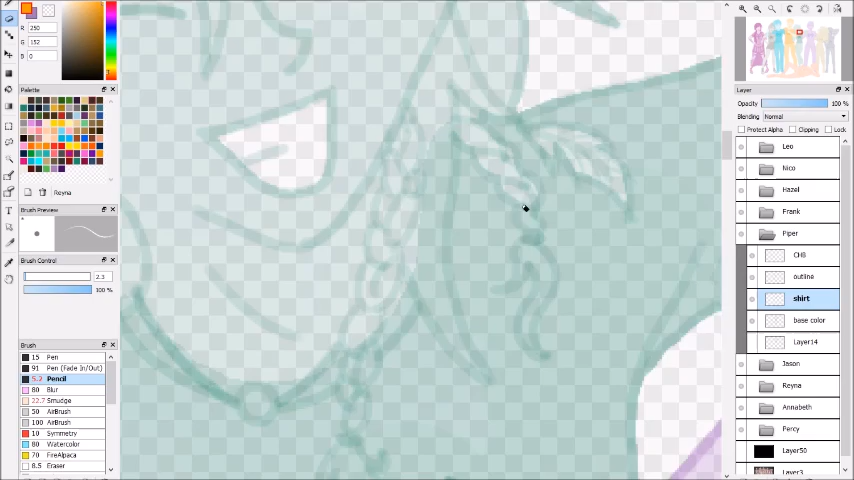 R 250
G 152
B 0
Palette
Reyna
Brush Preview
Brush Control
2.3
100 %
Brush
15 Pen
91 Pen (Fade In/Out)
5.2 Pencil
80 Blur
22.7 Smudge
50 AirBrush
100 AirBrush
10 Symmetry
80 Watercolor
70 FireAlpaca
8.5 Eraser
Layer
Opacity 100 %
Blending Normal
Protect Alpha Clipping Lock
Leo
Nico
Hazel
Frank
Piper
CHB
outline
shirt
base color
Layer14
Jason
Reyna
Annabeth
Percy
Layer50
Layer3